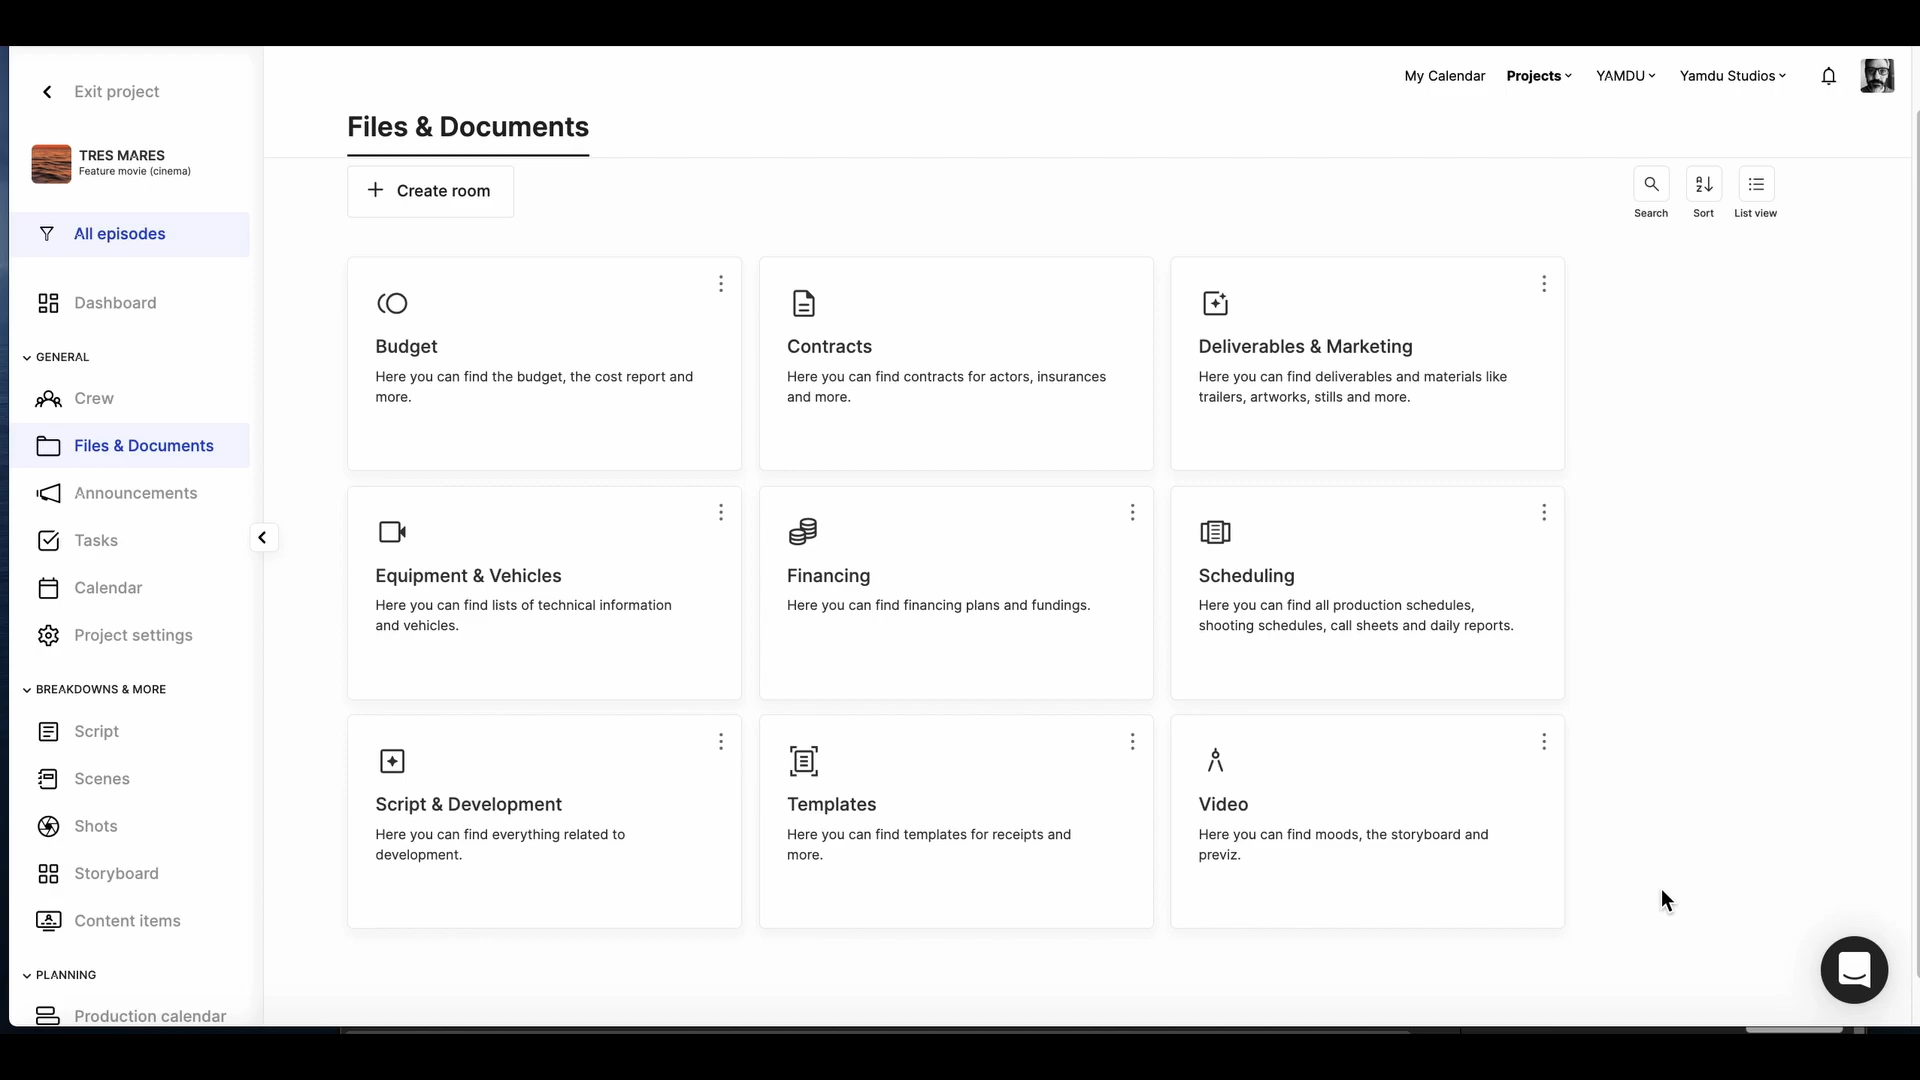 Exit project
TRES MARES
Feature movie (cinema)
All episodes
Dashboard
GENERAL
Crew
Files & Documents
Announcements
Tasks
Calendar
Project settings
BREAKDOWNS & MORE
Script
Scenes
Shots
Storyboard
Content items
PLANNING
Production calendar
My Calendar
Projects
YAMDU
Yamdu Studios
Files & Documents
Create room
Search
Sort
List view
Budget
Here you can find the budget, the cost report and
more.
Contracts
Here you can find contracts for actors, insurances
and more.
Deliverables & Marketing
Here you can find deliverables and materials like
trailers, artworks, stills and more.
Equipment & Vehicles
Here you can find lists of technical information
and vehicles.
Financing
Here you can find financing plans and fundings.
Scheduling
Here you can find all production schedules,
shooting schedules, call sheets and daily reports.
Script & Development
Here you can find everything related to
development.
Templates
Here you can find templates for receipts and
more.
Video
Here you can find moods, the storyboard and
previz.